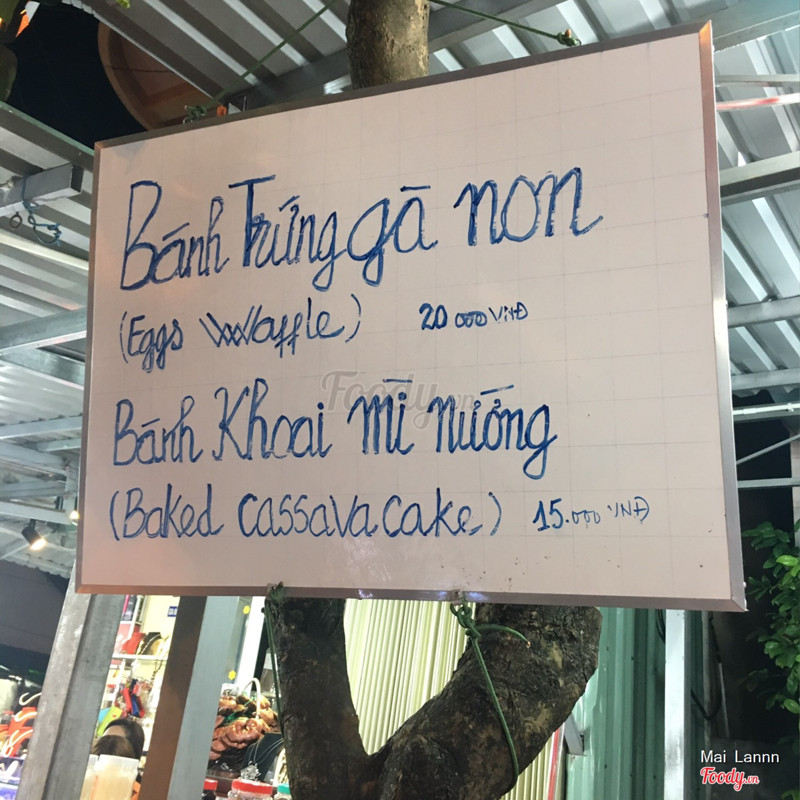 Bánh Trứng gà non
(Eggs Waffle) 20 000 VNĐ
Foody.vn
Bánh Khoai mì nướng
(Baked cassava cake) 15.000 VNĐ
Mai Lannn
Foody.vn